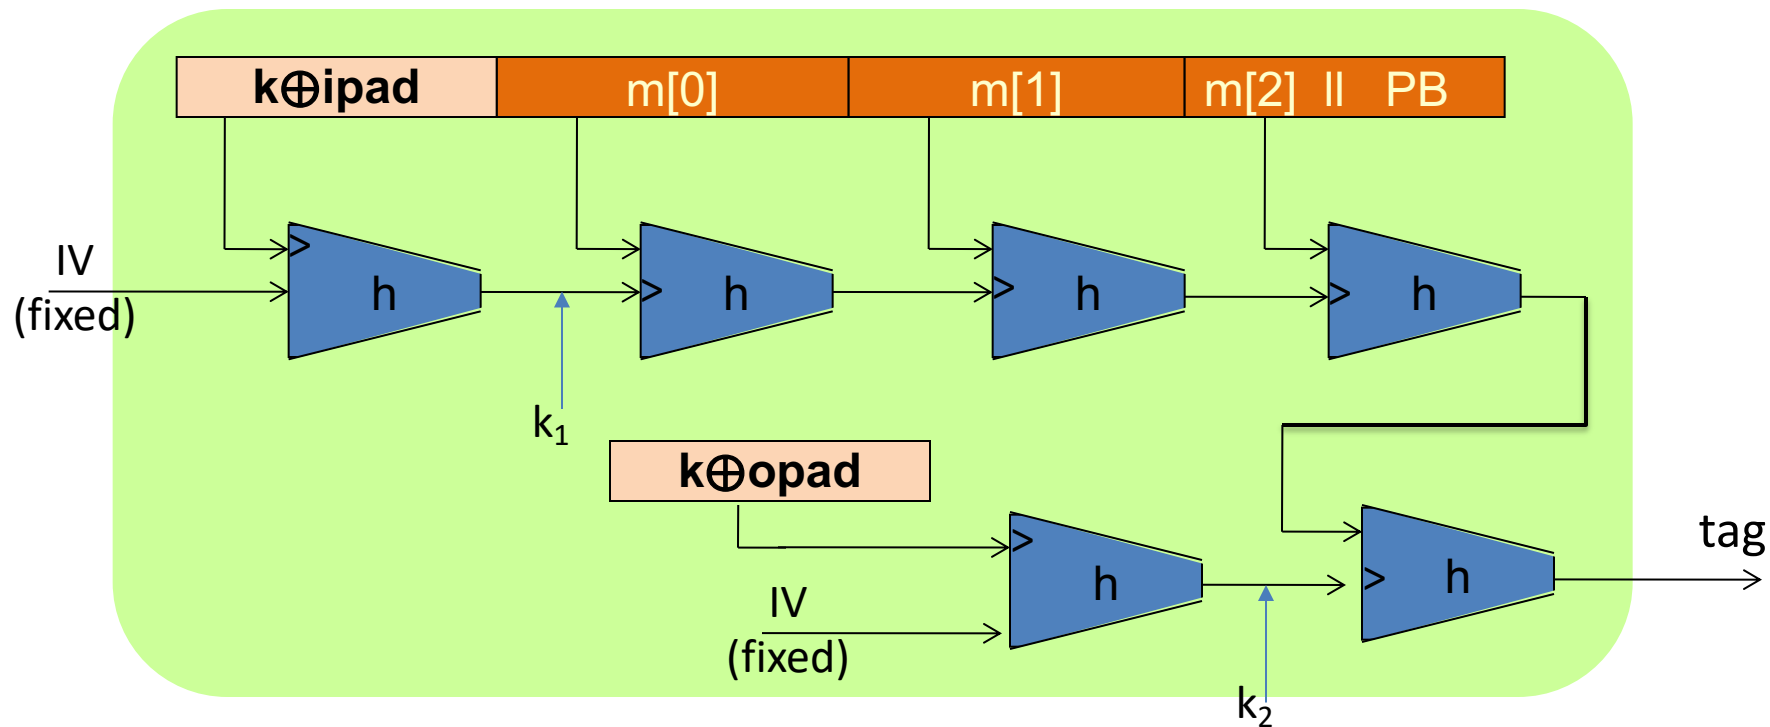 k⊕ipad m[0] m[1] m[2] ll PB
IV
(fixed)
> h > h > h > h
k₁
k⊕opad
> h > h
tag
IV
(fixed)
k₂